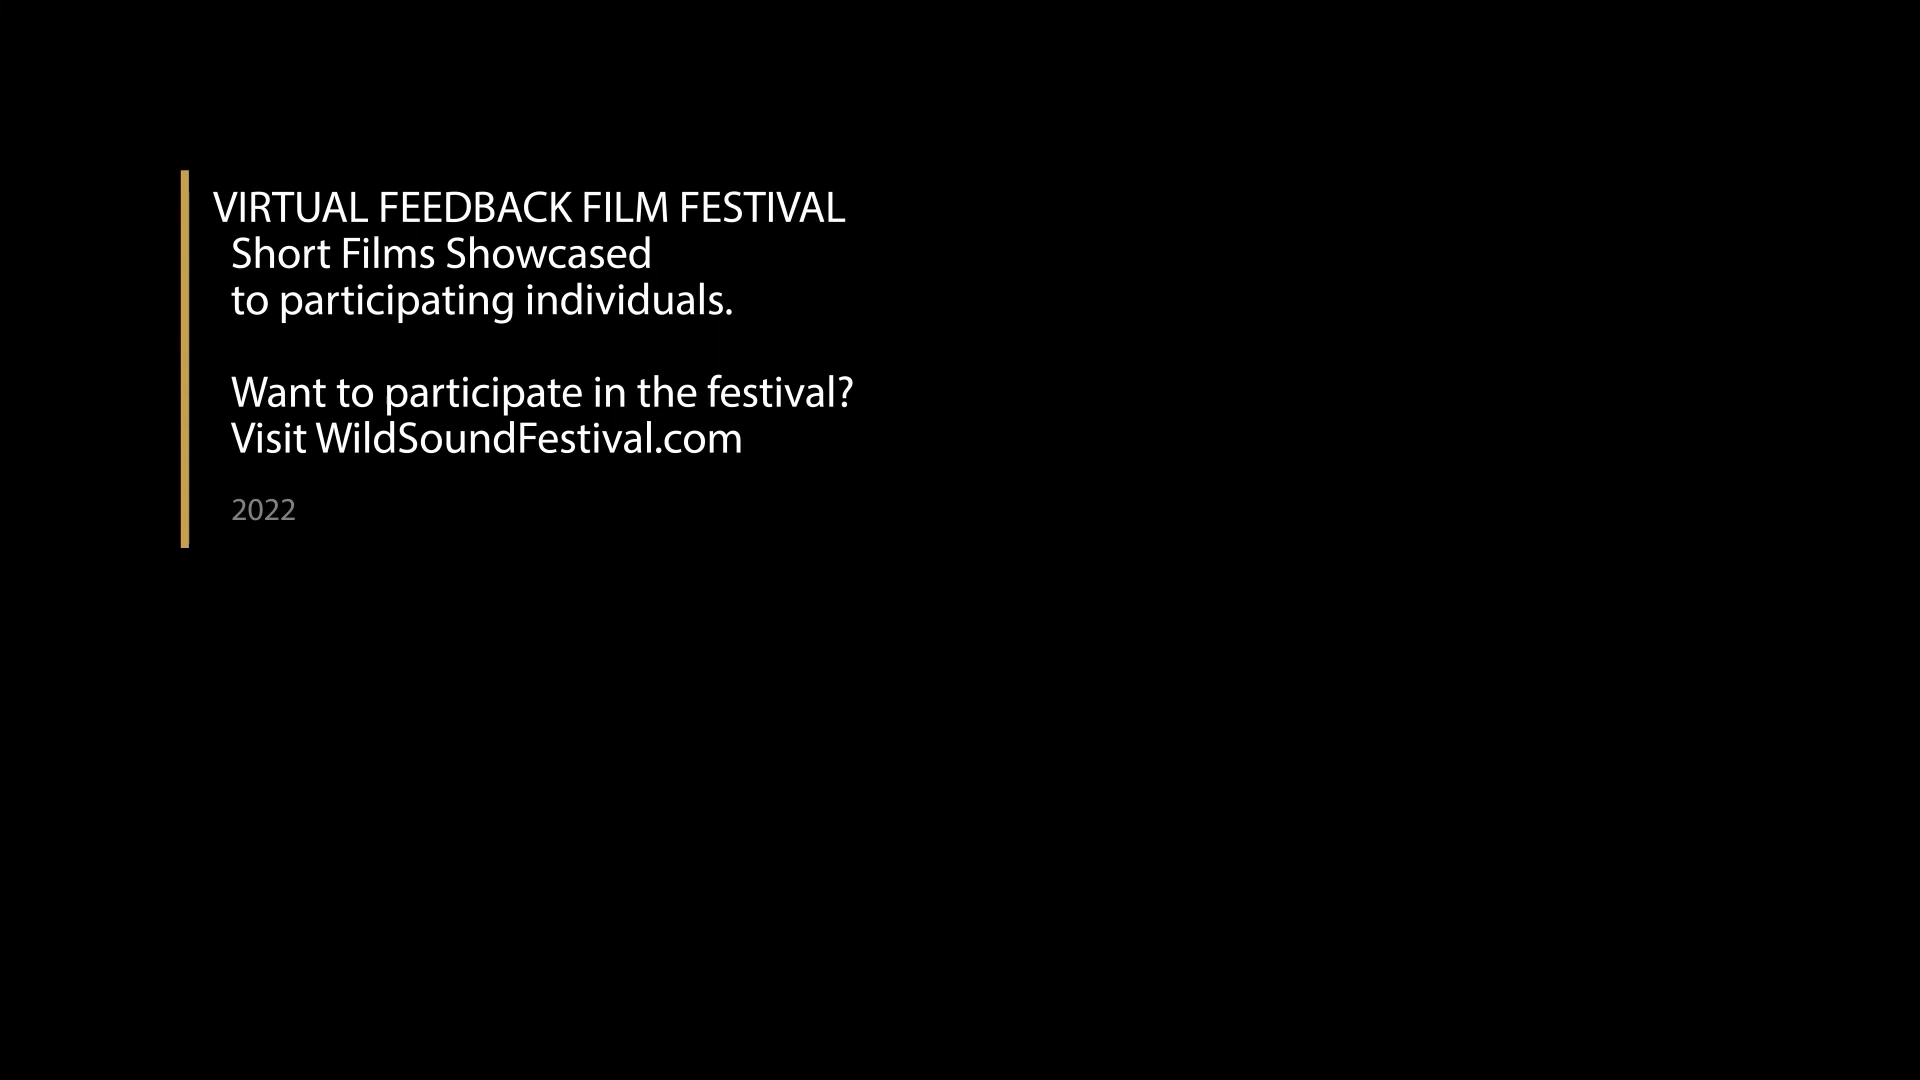 VIRTUAL FEEDBACK FILM FESTIVAL
Short Films Showcased
to participating individuals.
Want to participate in the festival?
Visit WildSoundFestival.com
2022